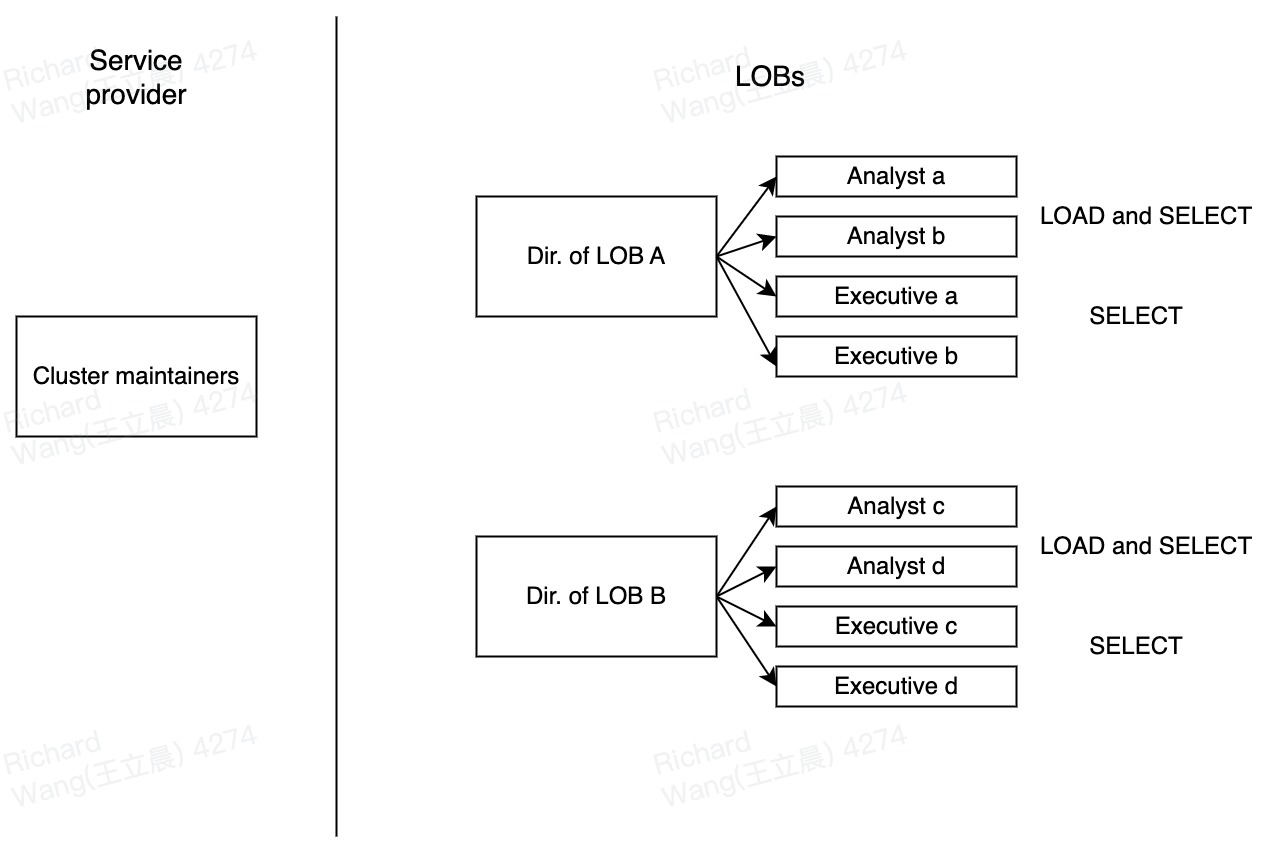 Service
provider
LOBs
Cluster maintainers
Dir. of LOB A
Analyst a
Analyst b
Executive a
Executive b
LOAD and SELECT
SELECT
Dir. of LOB B
Analyst c
Analyst d
Executive c
Executive d
LOAD and SELECT
SELECT
Richard
Wang(王立晨) 4274
Richard
Wang(王立晨) 4274
Richard
Wang(王立晨) 4274
Richard
Wang(王立晨) 4274
Richard
Wang(王立晨) 4274
Richard
Wang(王立晨) 4274